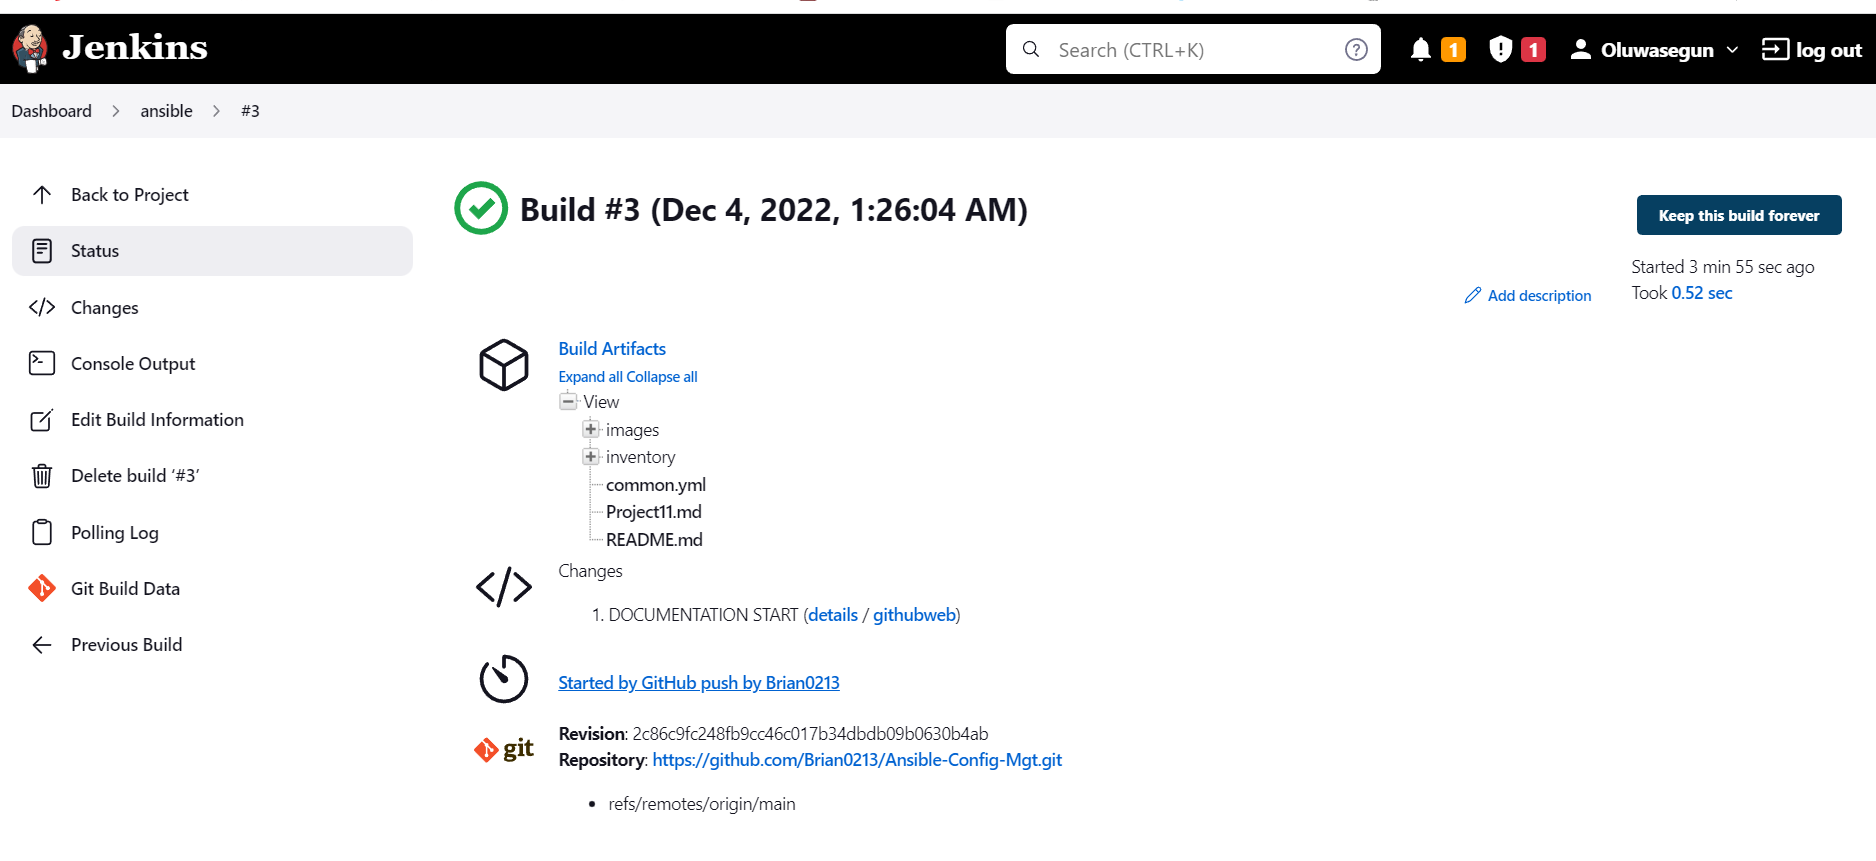 Jenkins
Search (CTRL+K)
?
1
1
Oluwasegun
log out
Dashboard > ansible > #3
Back to Project
Status
Changes
Console Output
Edit Build Information
Delete build ‘#3’
Polling Log
Git Build Data
Previous Build
Build #3 (Dec 4, 2022, 1:26:04 AM)
Keep this build forever
Started 3 min 55 sec ago
Took 0.52 sec
Add description
Build Artifacts
Expand all Collapse all
View
images
inventory
common.yml
Project11.md
README.md
Changes
1. DOCUMENTATION START (details / githubweb)
Started by GitHub push by Brian0213
git
Revision: 2c86c9fc248fb9cc46c017b34dbdb09b0630b4ab
Repository: https://github.com/Brian0213/Ansible-Config-Mgt.git
• refs/remotes/origin/main